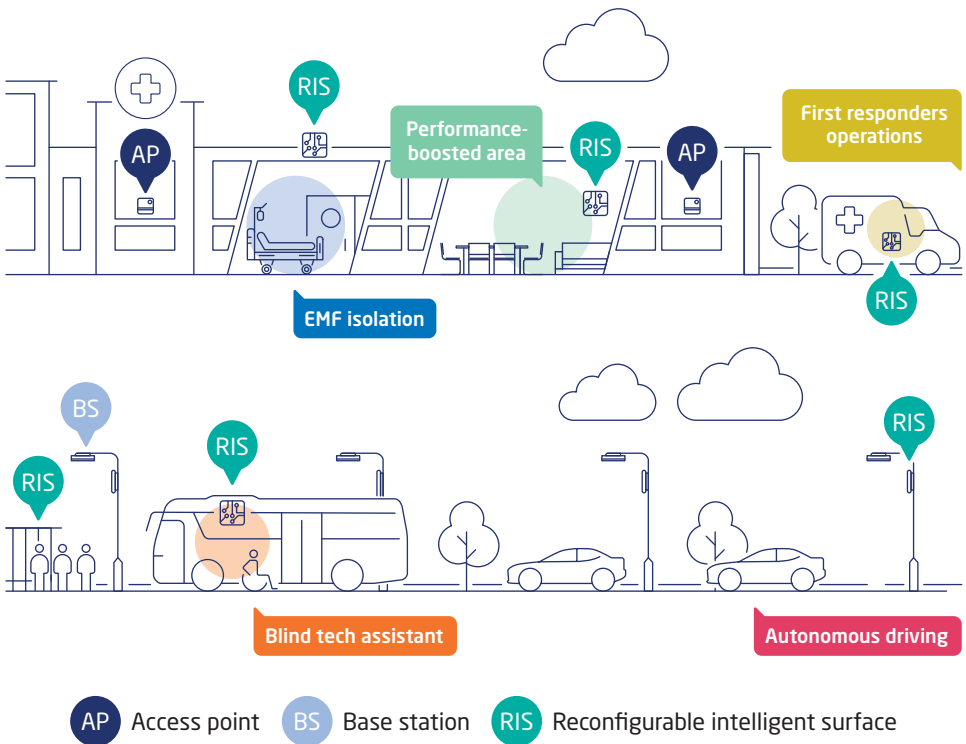 RIS
Performance-
boosted area
First responders
operations
AP
RIS
AP
RIS
EMF isolation
BS
RIS
RIS
RIS
Blind tech assistant
Autonomous driving
AP Access point
BS Base station
RIS Reconfigurable intelligent surface